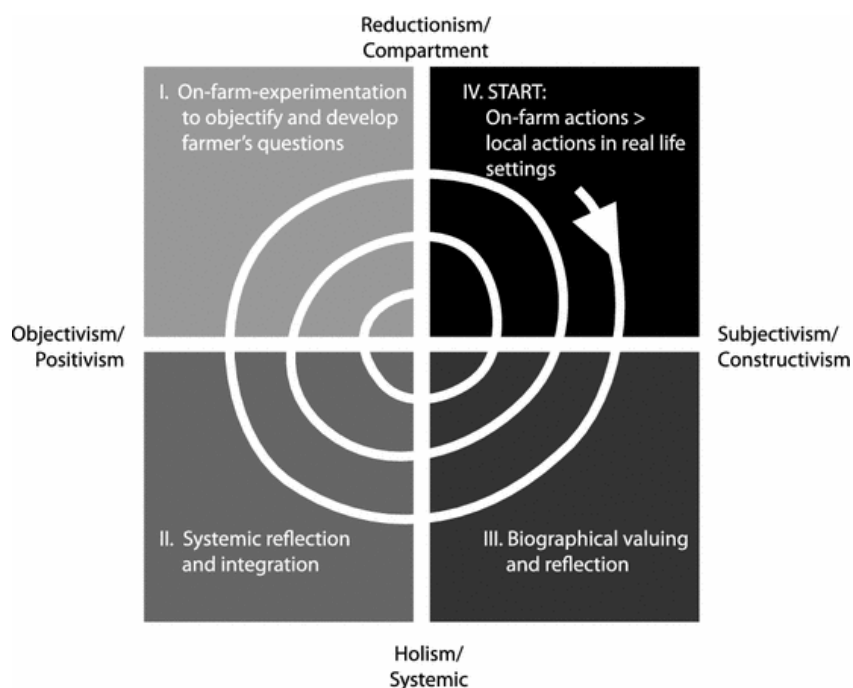 Reductionism/
Compartment
I. On-farm-experimentation
to objectify and develop
farmer's questions
IV. START:
On-farm actions >
local actions in real life
settings
Objectivism/
Positivism
Subjectivism/
Constructivism
II. Systemic reflection
and integration
III. Biographical valuing
and reflection
Holism/
Systemic